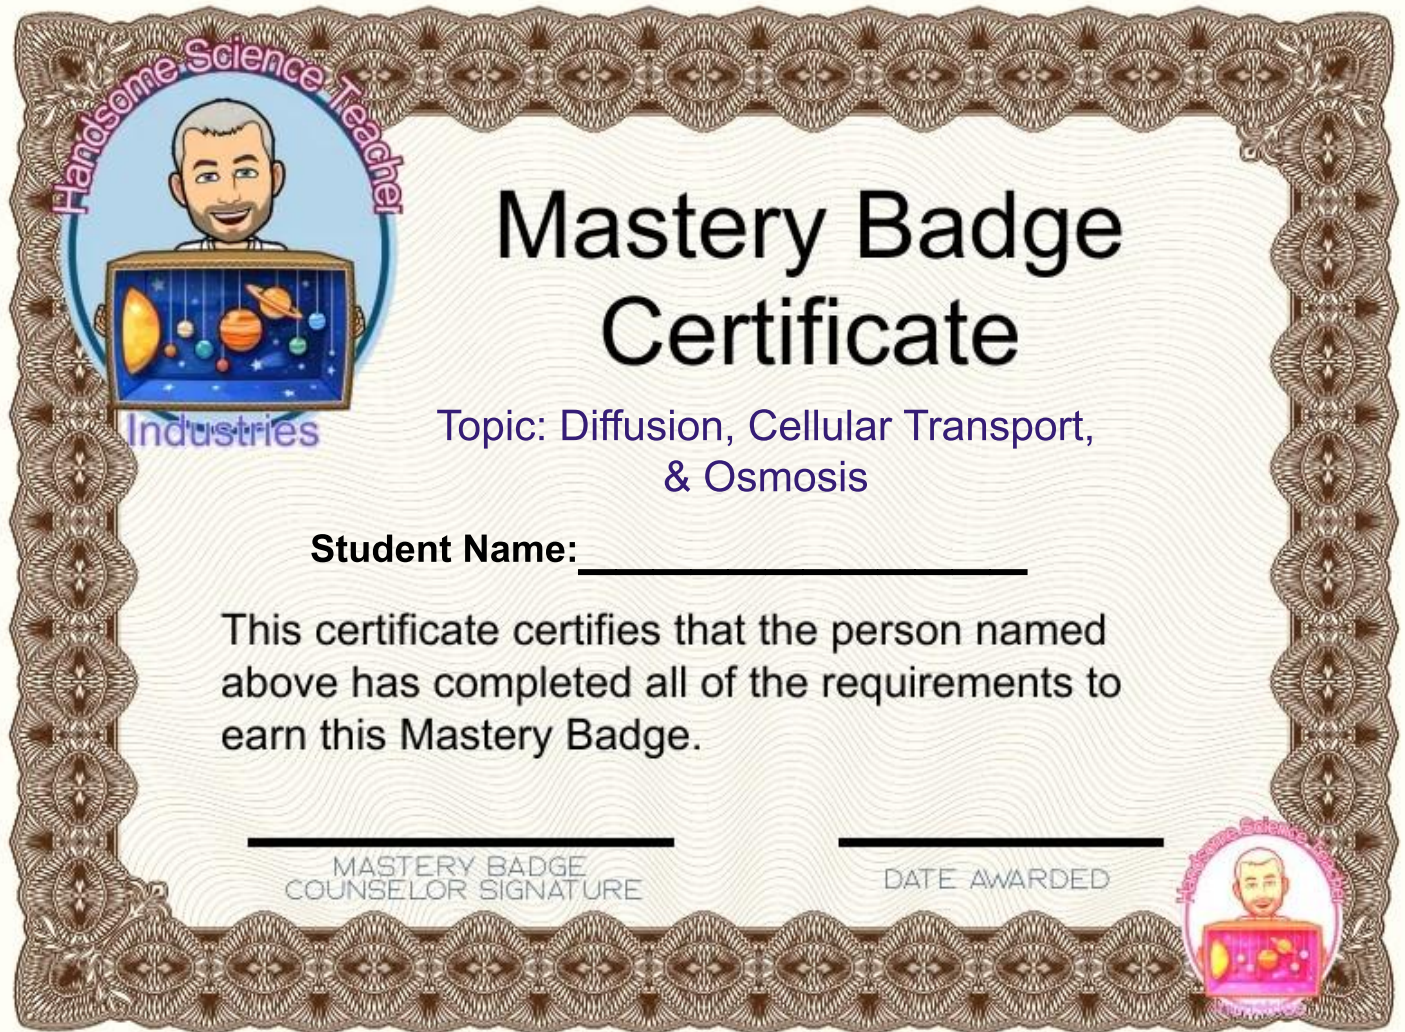 Handsome Science Teacher
Industries
Mastery Badge
Certificate
Topic: Diffusion, Cellular Transport,
& Osmosis
Student Name:
This certificate certifies that the person named
above has completed all of the requirements to
earn this Mastery Badge.
MASTERY BADGE
COUNSELOR SIGNATURE
DATE AWARDED
Handsome Science Teacher
Industries